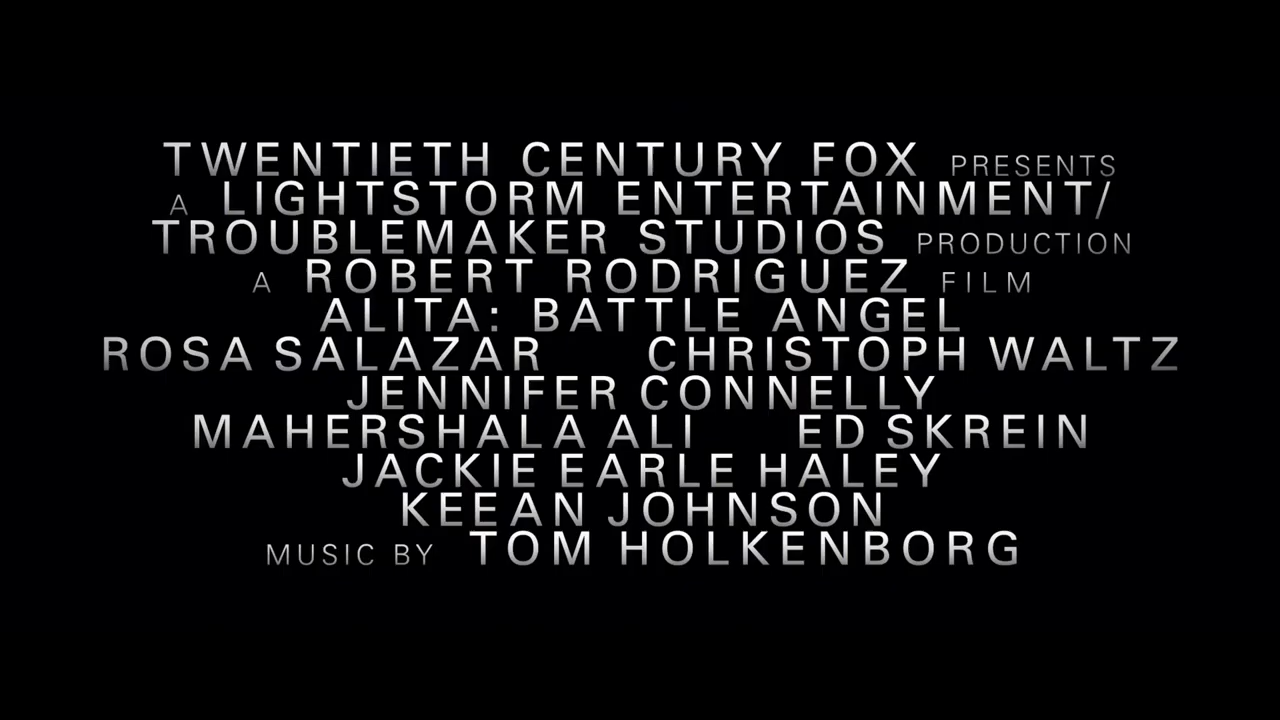 TWENTIETH CENTURY FOX PRESENTS
A LIGHTSTORM ENTERTAINMENT/
TROUBLEMAKER STUDIOS PRODUCTION
A ROBERT RODRIGUEZ FILM
ALITA: BATTLE ANGEL
ROSA SALAZAR CHRISTOPH WALTZ
JENNIFER CONNELLY
MAHERSHALA ALI ED SKREIN
JACKIE EARLE HALEY
KEEAN JOHNSON
MUSIC BY TOM HOLKENBORG